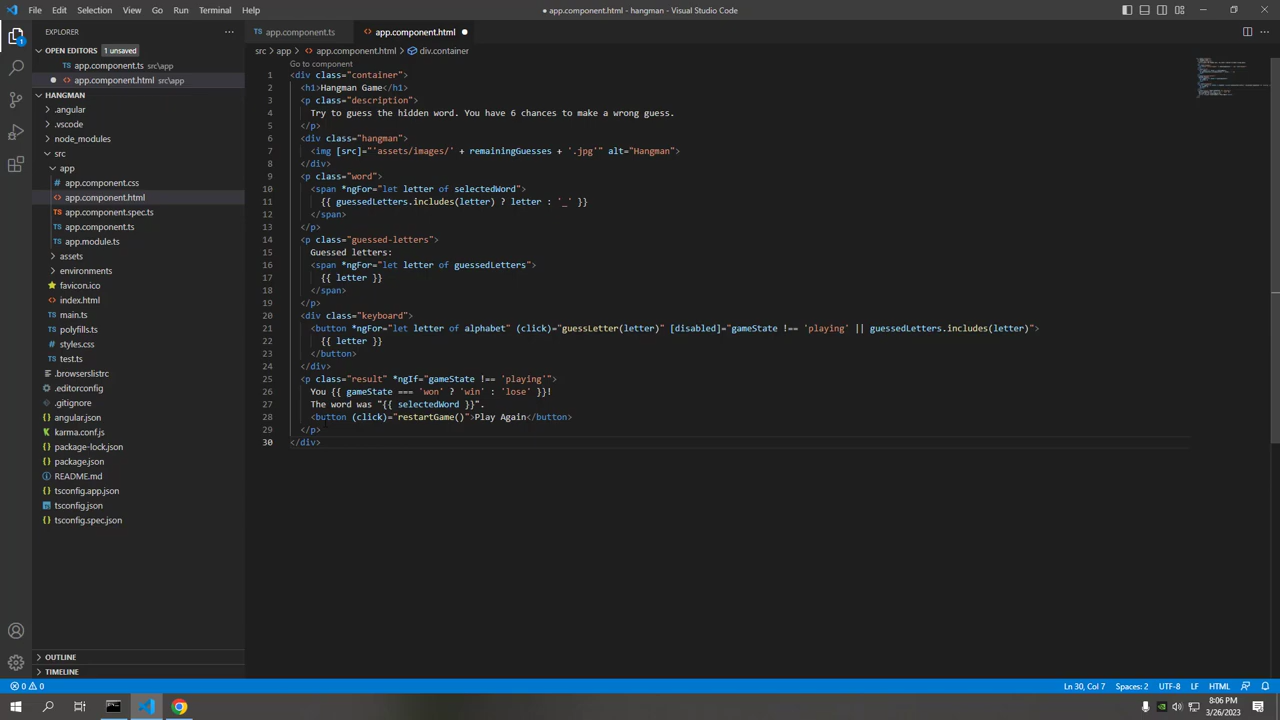 File Edit Selection View Go Run Terminal Help
● app.component.html - hangman - Visual Studio Code
EXPLORER
OPEN EDITORS 1 unsaved
app.component.ts src\app
app.component.html src\app
HANGMAN
.angular
.vscode
node_modules
src
app
app.component.css
app.component.html
app.component.spec.ts
app.component.ts
app.module.ts
assets
environments
favicon.ico
index.html
main.ts
polyfills.ts
styles.css
test.ts
.browserslistrc
.editorconfig
.gitignore
angular.json
karma.conf.js
package-lock.json
package.json
README.md
tsconfig.app.json
tsconfig.json
tsconfig.spec.json
OUTLINE
TIMELINE
app.component.ts app.component.html
src > app > app.component.html > div.container
Go to component
1 <div class="container">
2 <h1>Hangman Game</h1>
3 <p class="description">
4 Try to guess the hidden word. You have 6 chances to make a wrong guess.
5 </p>
6 <div class="hangman">
7 <img [src]="'assets/images/' + remainingGuesses + '.jpg'" alt="Hangman">
8 </div>
9 <p class="word">
10 <span *ngFor="let letter of selectedWord">
11 {{ guessedLetters.includes(letter) ? letter : '_' }}
12 </span>
13 </p>
14 <p class="guessed-letters">
15 Guessed letters:
16 <span *ngFor="let letter of guessedLetters">
17 {{ letter }}
18 </span>
19 </p>
20 <div class="keyboard">
21 <button *ngFor="let letter of alphabet" (click)="guessLetter(letter)" [disabled]="gameState !== 'playing' || guessedLetters.includes(letter)">
22 {{ letter }}
23 </button>
24 </div>
25 <p class="result" *ngIf="gameState !== 'playing'">
26 You {{ gameState === 'won' ? 'win' : 'lose' }}!
27 The word was "{{ selectedWord }}".
28 <button (click)="restartGame()">Play Again</button>
29 </p>
30 </div>
1
0 0
Ln 30, Col 7 Spaces: 2 UTF-8 LF HTML
8:06 PM
3/26/2023